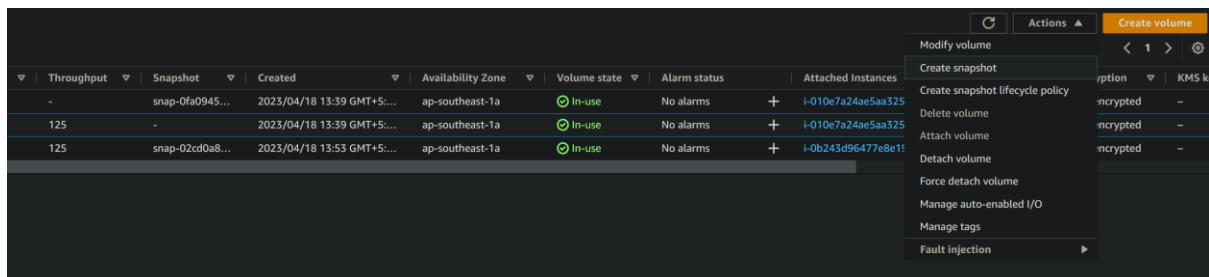 Actions
Create volume
Modify volume
1
Create snapshot
Throughput Snapshot Created Availability Zone Volume state Alarm status Attached Instances yption KMS k
Create snapshot lifecycle policy
- snap-0fa0945... 2023/04/18 13:39 GMT+5:... ap-southeast-1a In-use No alarms + i-010e7a24ae5aa325 encrypted –
Delete volume
125 - 2023/04/18 13:39 GMT+5:... ap-southeast-1a In-use No alarms + i-010e7a24ae5aa325 encrypted –
Attach volume
125 snap-02cd0a8... 2023/04/18 13:53 GMT+5:... ap-southeast-1a In-use No alarms + i-0b243d96477e8e19 encrypted –
Detach volume
Force detach volume
Manage auto-enabled I/O
Manage tags
Fault injection